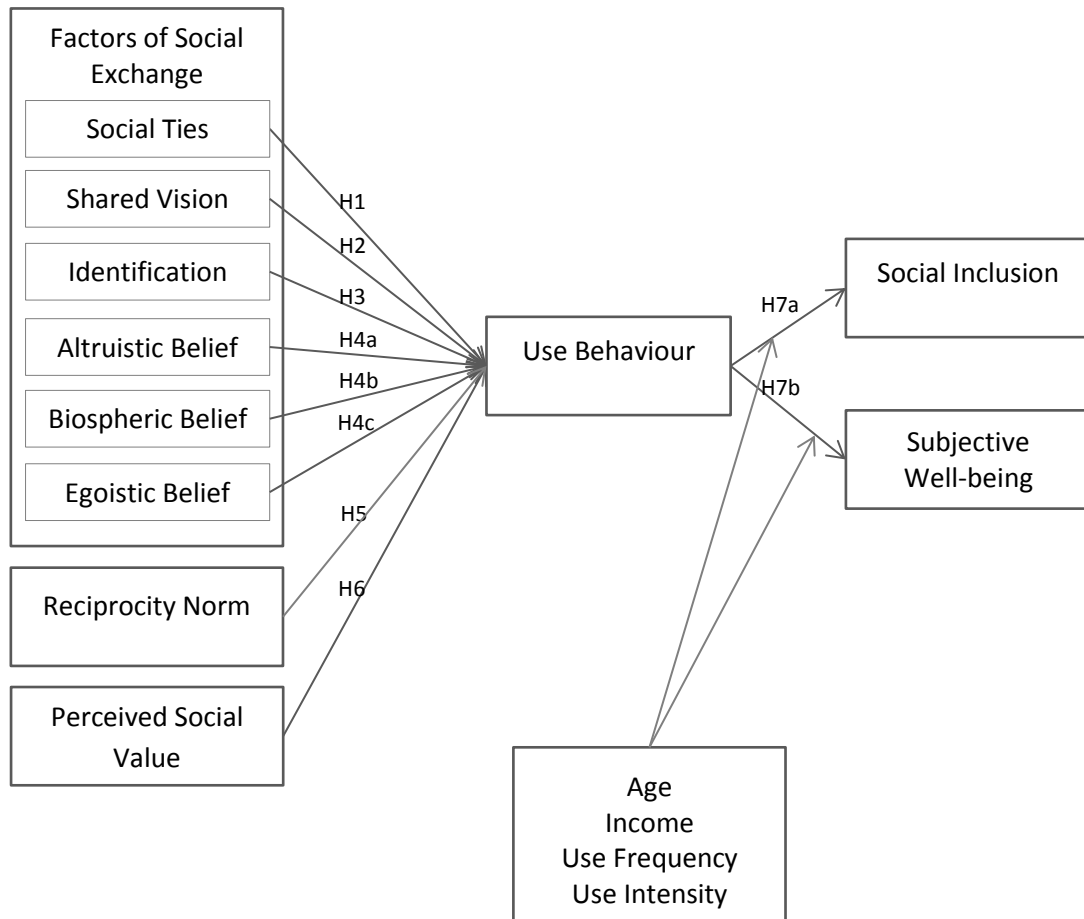 Factors of Social
Exchange
Social Ties
Shared Vision
Identification
Altruistic Belief
Biospheric Belief
Egoistic Belief
Reciprocity Norm
Perceived Social
Value
H1
H2
H3
H4a
H4b
H4c
H5
H6
Use Behaviour
H7a
H7b
Social Inclusion
Subjective
Well-being
Age
Income
Use Frequency
Use Intensity